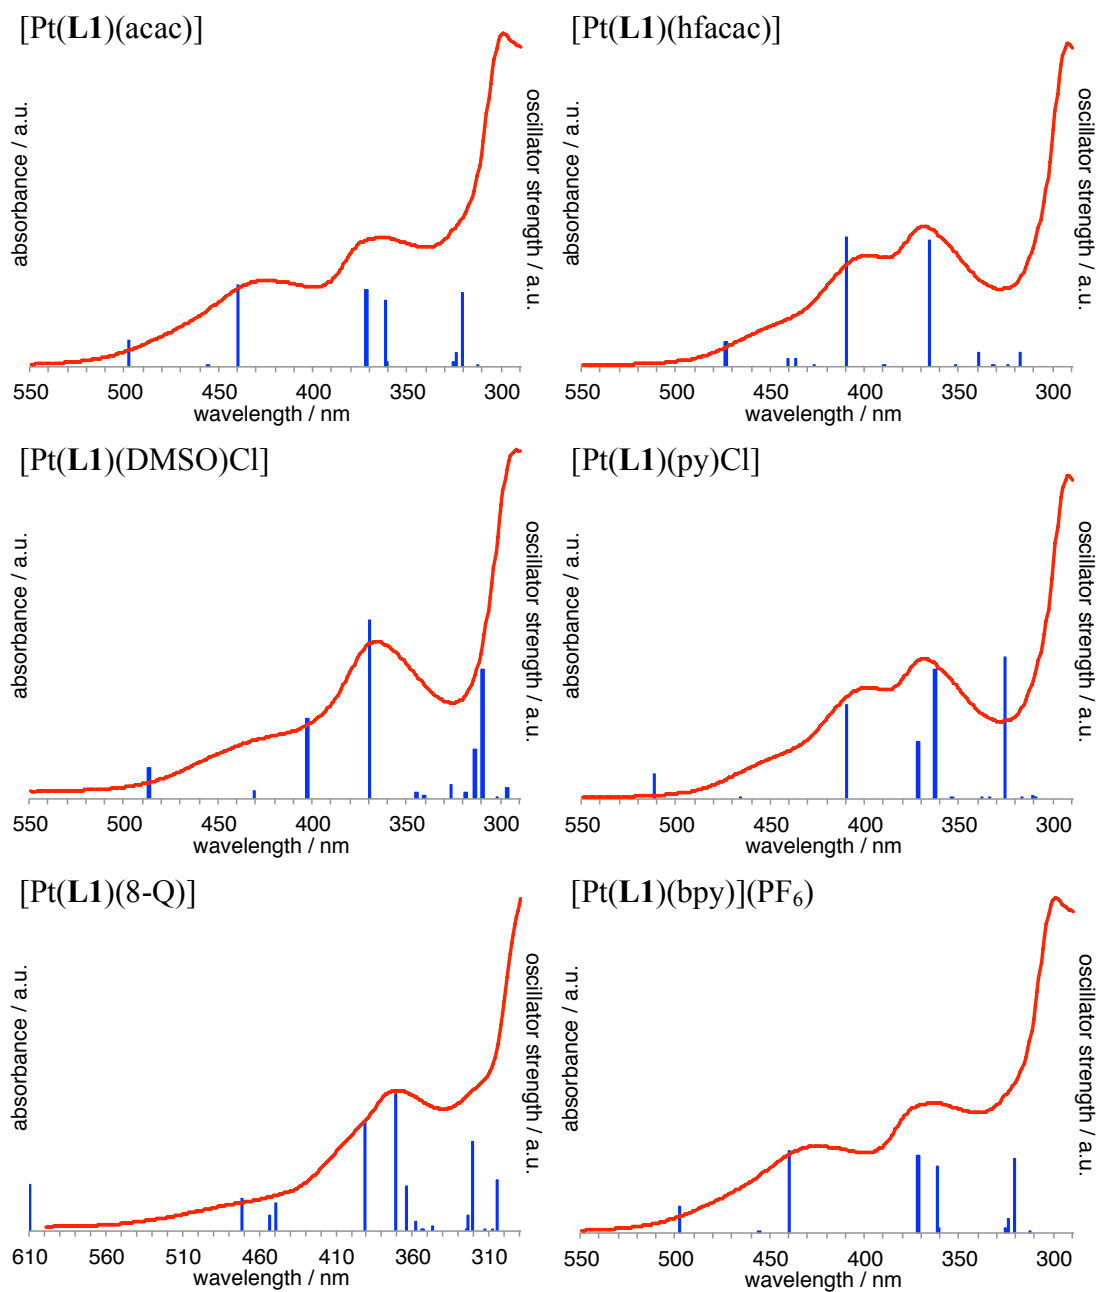 [Pt(L1)(acac)]
absorbance / a.u.
oscillator strength / a.u.
550 500 450 400 350 300
wavelength / nm
[Pt(L1)(hfacac)]
absorbance / a.u.
oscillator strength / a.u.
550 500 450 400 350 300
wavelength / nm
[Pt(L1)(DMSO)Cl]
absorbance / a.u.
oscillator strength / a.u.
550 500 450 400 350 300
wavelength / nm
[Pt(L1)(py)Cl]
absorbance / a.u.
oscillator strength / a.u.
550 500 450 400 350 300
wavelength / nm
[Pt(L1)(8-Q)]
absorbance / a.u.
oscillator strength / a.u.
610 560 510 460 410 360 310
wavelength / nm
[Pt(L1)(bpy)](PF₆)
absorbance / a.u.
oscillator strength / a.u.
550 500 450 400 350 300
wavelength / nm